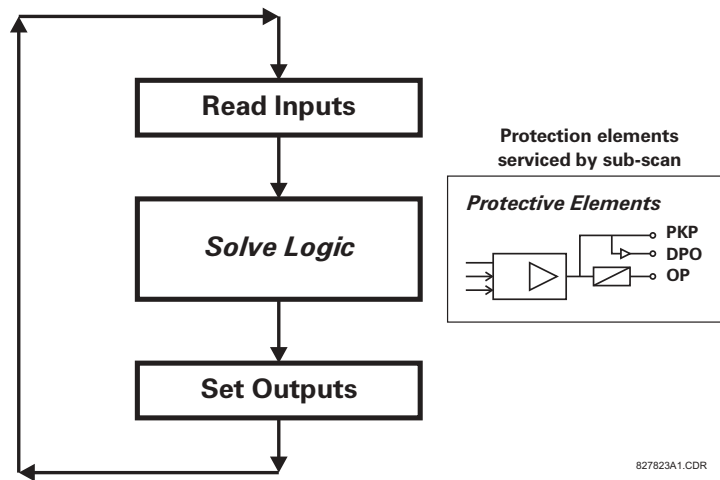 Read Inputs
Protection elements
serviced by sub-scan
Protective Elements
Solve Logic
PKP
DPO
OP
Set Outputs
827823A1.CDR